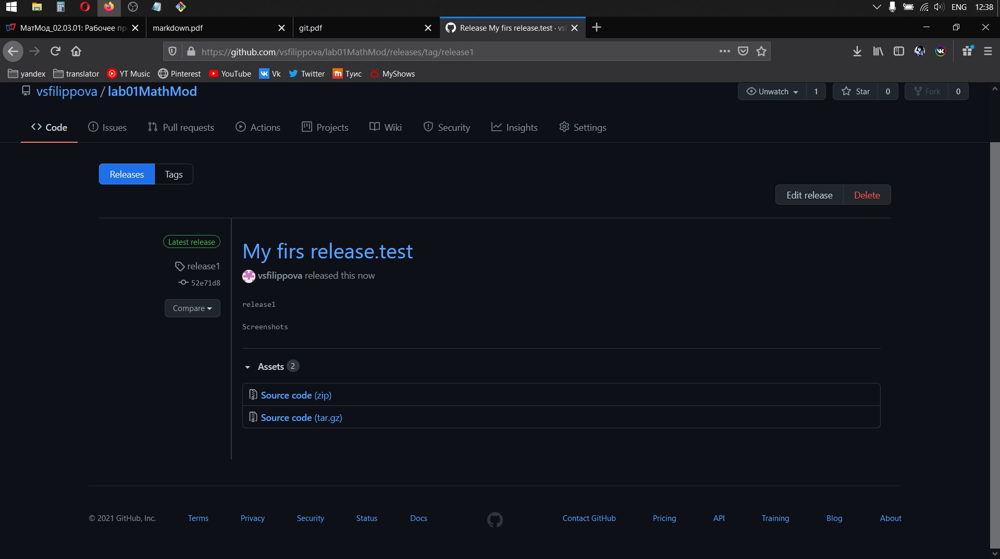 ENG 12:38
МатМод_02.03.01: Рабочее пр
markdown.pdf
git.pdf
Release My firs release.test · vsf
https://github.com/vsfilippova/lab01MathMod/releases/tag/release1
yandex translator YT Music Pinterest YouTube Vk Twitter Туис MyShows
vsfilippova / lab01MathMod
Unwatch 1 Star 0 Fork 0
Code Issues Pull requests Actions Projects Wiki Security Insights Settings
Releases Tags
Edit release Delete
Latest release
release1
52e71d8
Compare
My firs release.test
vsfilippova released this now
release1
Screenshots
Assets 2
Source code (zip)
Source code (tar.gz)
© 2021 GitHub, Inc. Terms Privacy Security Status Docs Contact GitHub Pricing API Training Blog About